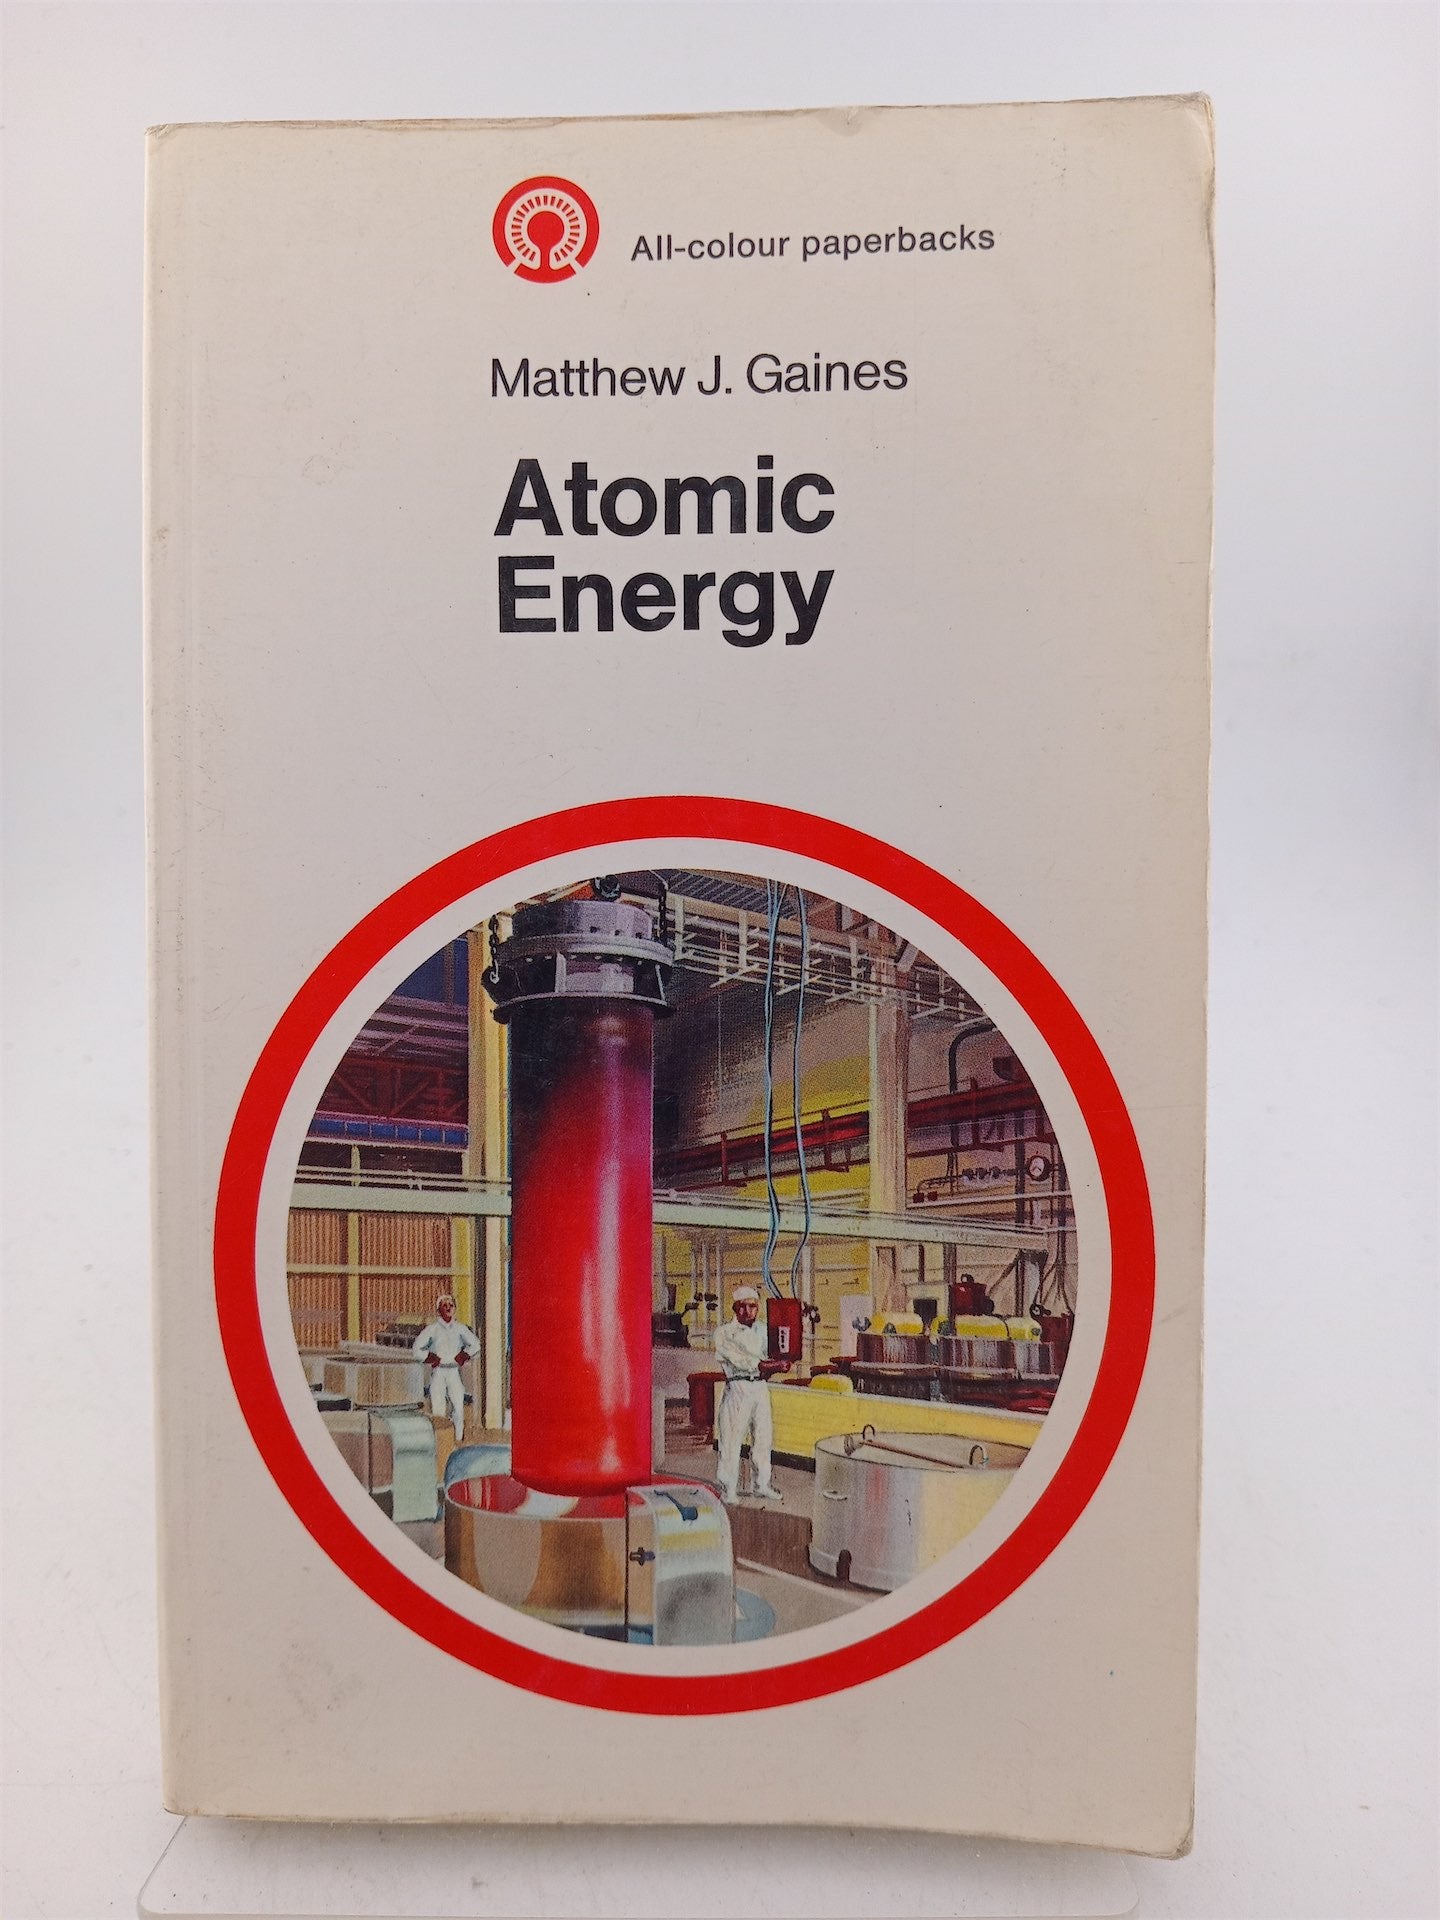 All-colour paperbacks
Matthew J. Gaines
Atomic
Energy